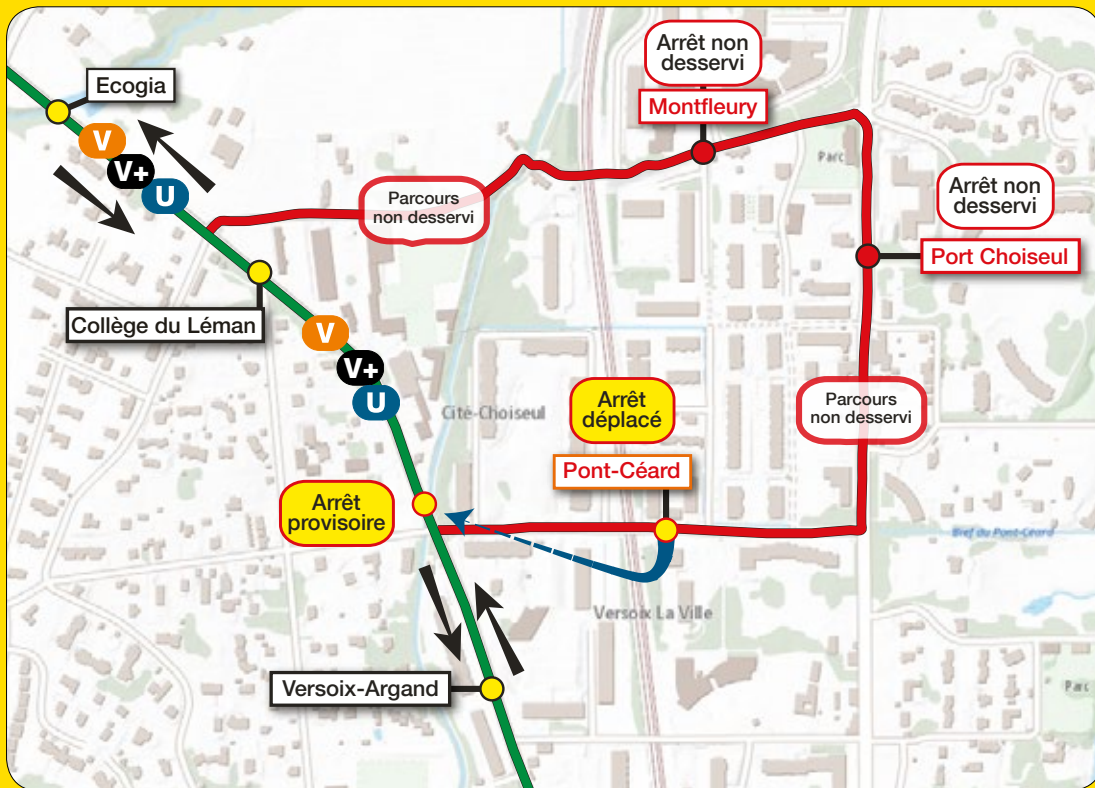 Ecogia
V
V+
U
Arrêt non
desservi
Montfleury
Parc
Arrêt non
desservi
Port Choiseul
Parcours
non desservi
Collège du Léman
V
V+
U
Cité-Choiseul
Arrêt
déplacé
Pont-Céard
Parcours
non desservi
Arrêt
provisoire
Bief du Pont-Céard
Versoix La Ville
Versoix-Argand
Parc